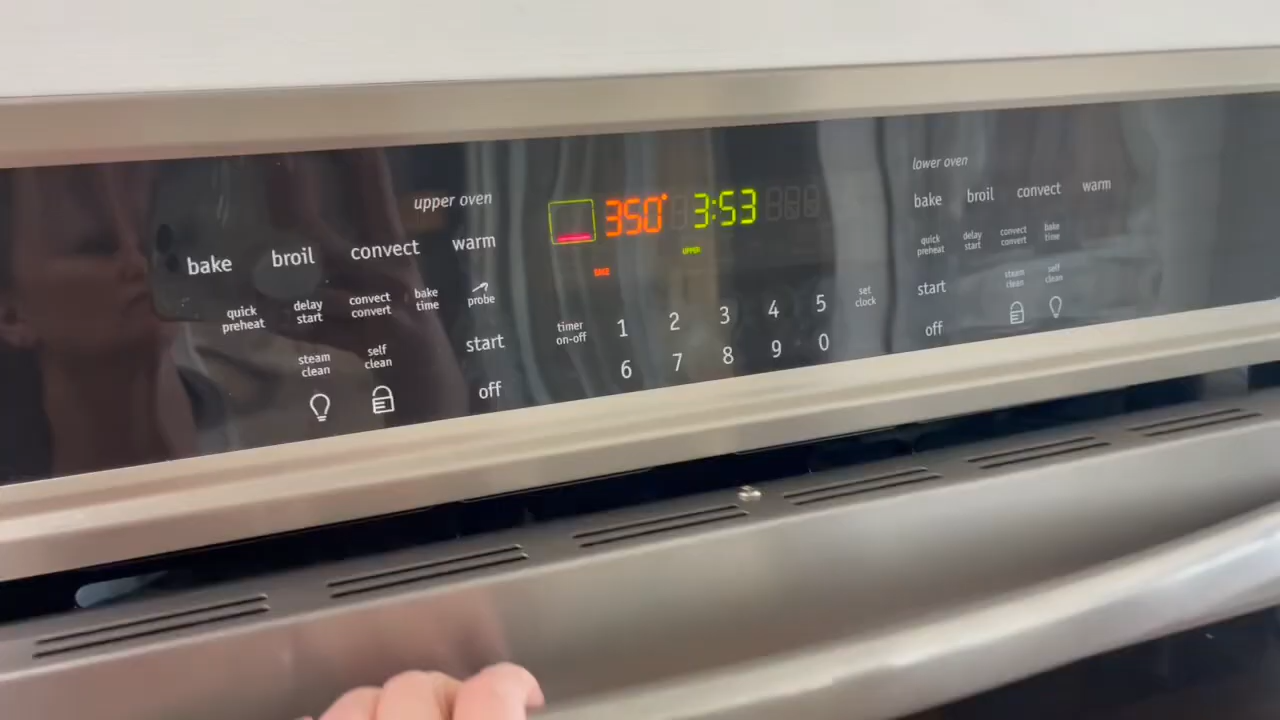 upper oven
bake broil convect warm
quick preheat
delay start
convect convert
bake time
probe
steam clean
self clean
start
off
350° 3:53
BAKE
UPPER
timer on-off
1 2 3 4 5
6 7 8 9 0
set clock
lower oven
bake broil convect warm
quick preheat
delay start
convect convert
bake time
steam clean
self clean
start
off